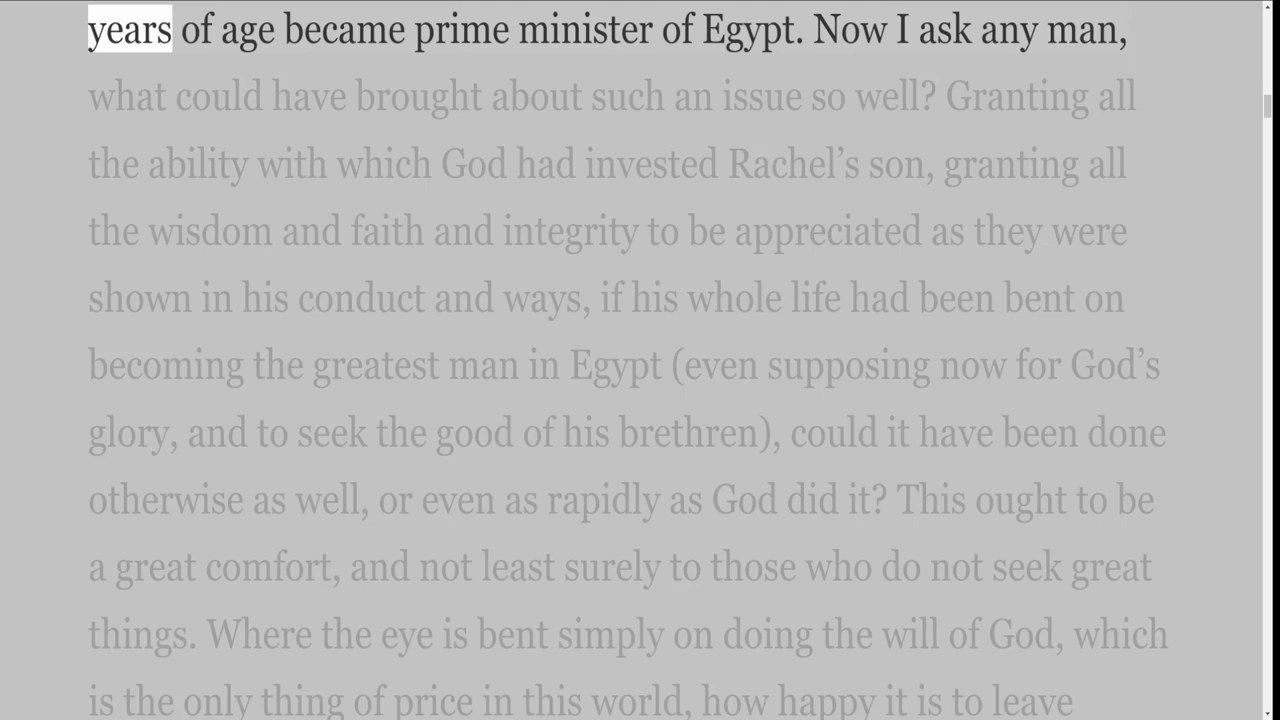 years of age became prime minister of Egypt. Now I ask any man,
what could have brought about such an issue so well? Granting all
the ability with which God had invested Rachel’s son, granting all
the wisdom and faith and integrity to be appreciated as they were
shown in his conduct and ways, if his whole life had been bent on
becoming the greatest man in Egypt (even supposing now for God’s
glory, and to seek the good of his brethren), could it have been done
otherwise as well, or even as rapidly as God did it? This ought to be
a great comfort, and not least surely to those who do not seek great
things. Where the eye is bent simply on doing the will of God, which
is the only thing of price in this world, how happy it is to leave